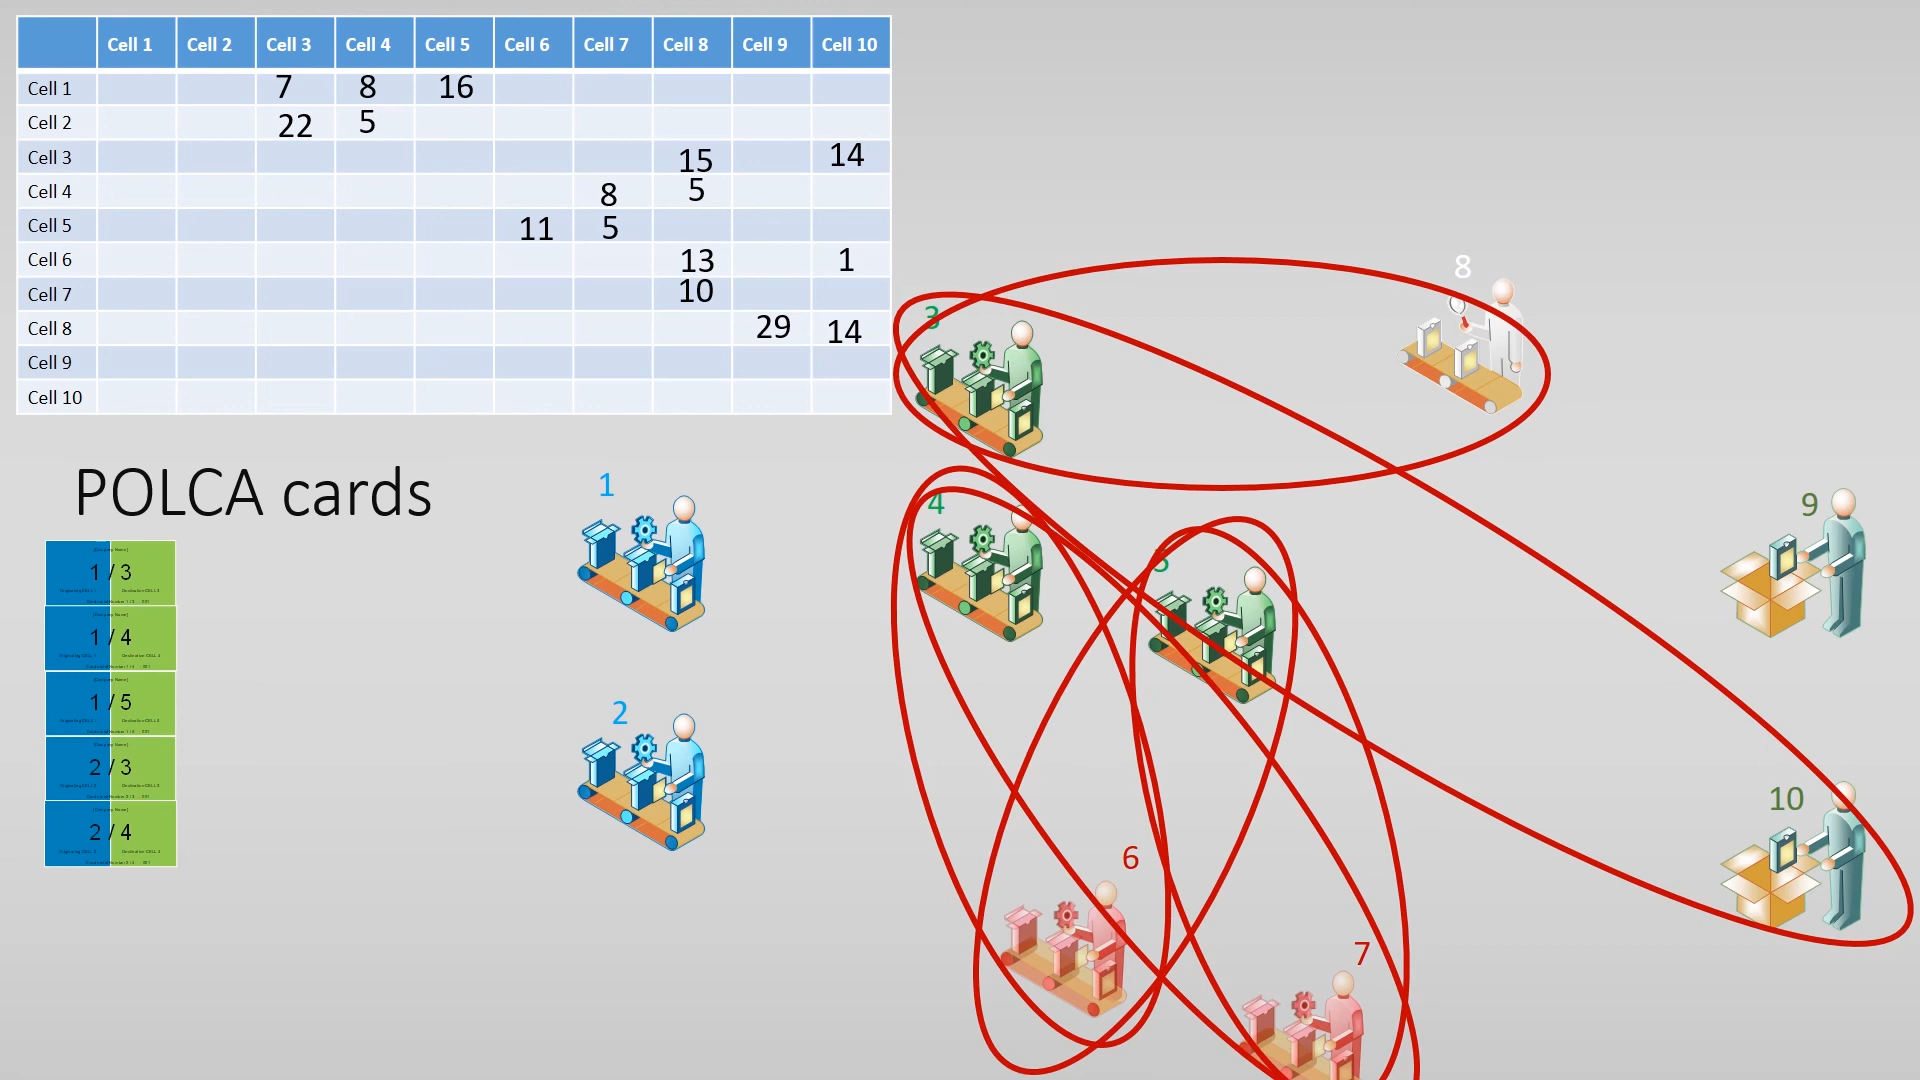 Cell 1 Cell 2 Cell 3 Cell 4 Cell 5 Cell 6 Cell 7 Cell 8 Cell 9 Cell 10
Cell 1 7 8 16
Cell 2 22 5
Cell 3 15 14
Cell 4 8 5
Cell 5 11 5
Cell 6 13 1
Cell 7 10
Cell 8 29 14
Cell 9
Cell 10
POLCA cards
1 / 3
1 / 4
1 / 5
2 / 3
2 / 4
1
2
3
4
5
6
7
8
9
10